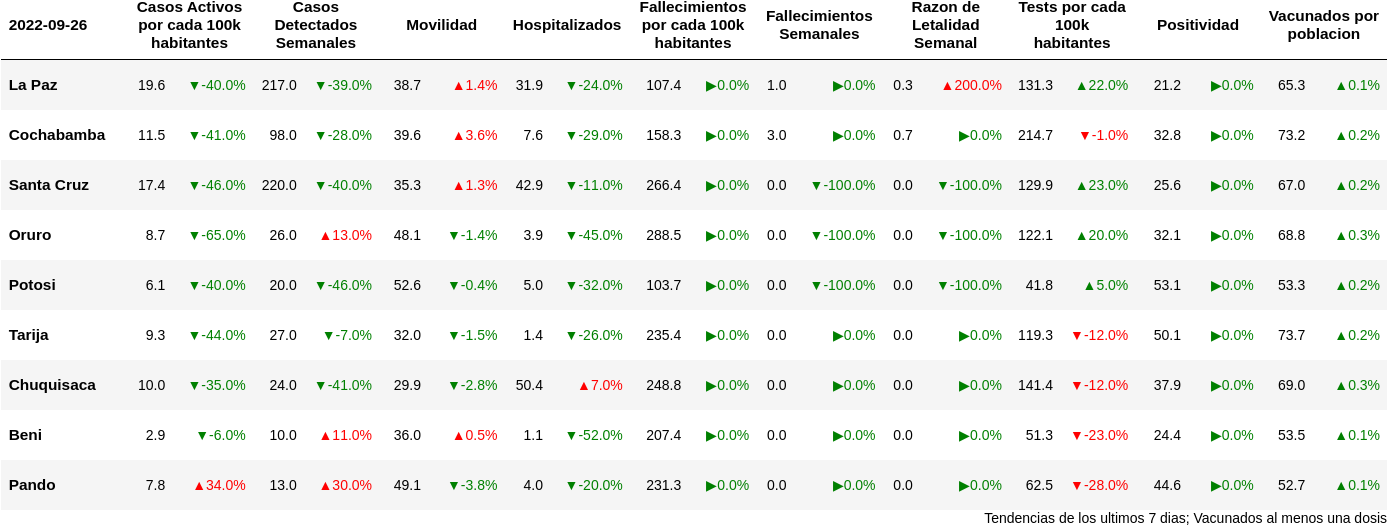 2022-09-26 Casos Activos por cada 100k habitantes Casos Detectados Semanales Movilidad Hospitalizados Fallecimientos por cada 100k habitantes Fallecimientos Semanales Razon de Letalidad Semanal Tests por cada 100k habitantes Positividad Vacunados por poblacion
La Paz 19.6 ▼-40.0% 217.0 ▼-39.0% 38.7 ▲1.4% 31.9 ▼-24.0% 107.4 ▶0.0% 1.0 ▶0.0% 0.3 ▲200.0% 131.3 ▲22.0% 21.2 ▶0.0% 65.3 ▲0.1%
Cochabamba 11.5 ▼-41.0% 98.0 ▼-28.0% 39.6 ▲3.6% 7.6 ▼-29.0% 158.3 ▶0.0% 3.0 ▶0.0% 0.7 ▶0.0% 214.7 ▼-1.0% 32.8 ▶0.0% 73.2 ▲0.2%
Santa Cruz 17.4 ▼-46.0% 220.0 ▼-40.0% 35.3 ▲1.3% 42.9 ▼-11.0% 266.4 ▶0.0% 0.0 ▼-100.0% 0.0 ▼-100.0% 129.9 ▲23.0% 25.6 ▶0.0% 67.0 ▲0.2%
Oruro 8.7 ▼-65.0% 26.0 ▲13.0% 48.1 ▼-1.4% 3.9 ▼-45.0% 288.5 ▶0.0% 0.0 ▼-100.0% 0.0 ▼-100.0% 122.1 ▲20.0% 32.1 ▶0.0% 68.8 ▲0.3%
Potosi 6.1 ▼-40.0% 20.0 ▼-46.0% 52.6 ▼-0.4% 5.0 ▼-32.0% 103.7 ▶0.0% 0.0 ▼-100.0% 0.0 ▼-100.0% 41.8 ▲5.0% 53.1 ▶0.0% 53.3 ▲0.2%
Tarija 9.3 ▼-44.0% 27.0 ▼-7.0% 32.0 ▼-1.5% 1.4 ▼-26.0% 235.4 ▶0.0% 0.0 ▶0.0% 0.0 ▶0.0% 119.3 ▼-12.0% 50.1 ▶0.0% 73.7 ▲0.2%
Chuquisaca 10.0 ▼-35.0% 24.0 ▼-41.0% 29.9 ▼-2.8% 50.4 ▲7.0% 248.8 ▶0.0% 0.0 ▶0.0% 0.0 ▶0.0% 141.4 ▼-12.0% 37.9 ▶0.0% 69.0 ▲0.3%
Beni 2.9 ▼-6.0% 10.0 ▲11.0% 36.0 ▲0.5% 1.1 ▼-52.0% 207.4 ▶0.0% 0.0 ▶0.0% 0.0 ▶0.0% 51.3 ▼-23.0% 24.4 ▶0.0% 53.5 ▲0.1%
Pando 7.8 ▲34.0% 13.0 ▲30.0% 49.1 ▼-3.8% 4.0 ▼-20.0% 231.3 ▶0.0% 0.0 ▶0.0% 0.0 ▶0.0% 62.5 ▼-28.0% 44.6 ▶0.0% 52.7 ▲0.1%
Tendencias de los ultimos 7 dias; Vacunados al menos una dosis